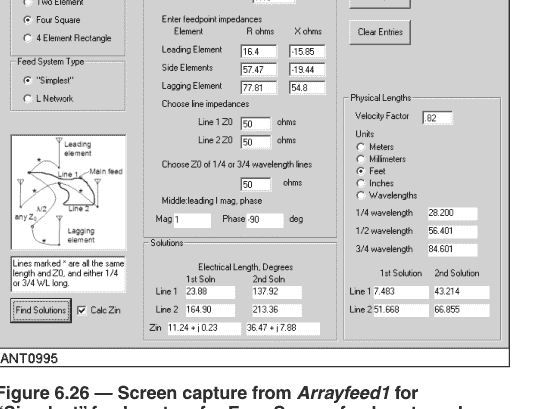 Two Element
Four Square
4 Element Rectangle
Feed System Type
"Simplest"
L Network
Leading element
Line 1
Main feed
λ/2
any Z0
Line 2
Lagging element
Lines marked * are all the same
length and Z0, and either 1/4
or 3/4 WL long.
Find Solutions
Calc Zin
Enter feedpoint impedances
Element R ohms X ohms
Leading Element 16.4 -15.85
Side Elements 57.47 -19.44
Lagging Element 77.81 54.8
Choose line impedances
Line 1 Z0 50 ohms
Line 2 Z0 50 ohms
Choose Z0 of 1/4 or 3/4 wavelength lines
50 ohms
Middle:leading I mag, phase
Mag 1 Phase -90 deg
Solutions
Electrical Length, Degrees
1st Soln 2nd Soln
Line 1 23.88 137.92
Line 2 164.90 213.36
Zin 11.24 + j 0.23 36.47 + j 7.88
Clear Entries
Physical Lengths
Velocity Factor .82
Units
Meters
Millimeters
Feet
Inches
Wavelengths
1/4 wavelength 28.200
1/2 wavelength 56.401
3/4 wavelength 84.601
1st Solution 2nd Solution
Line 1 7.483 43.214
Line 2 51.668 66.855
ANT0995
Figure 6.26 — Screen capture from Arrayfeed1 for